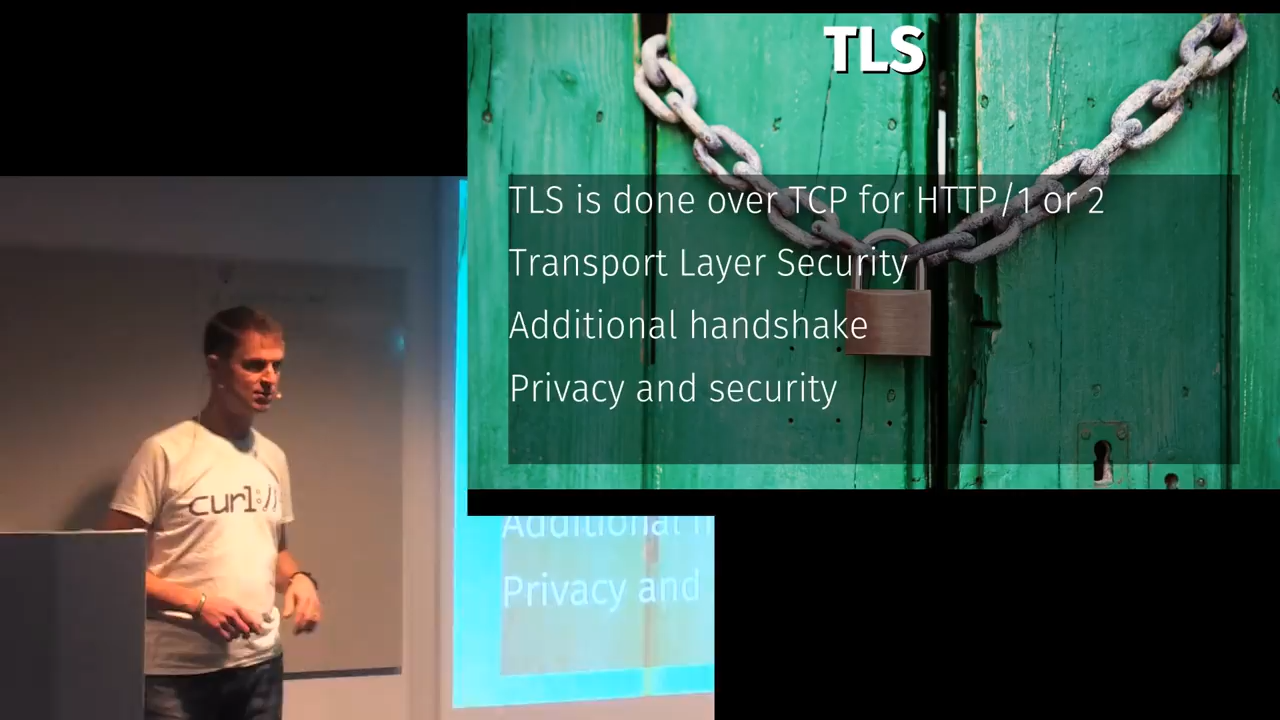 TLS
TLS is done over TCP for HTTP/1 or 2
Transport Layer Security
Additional handshake
Privacy and security
curl://
Additional h
Privacy and